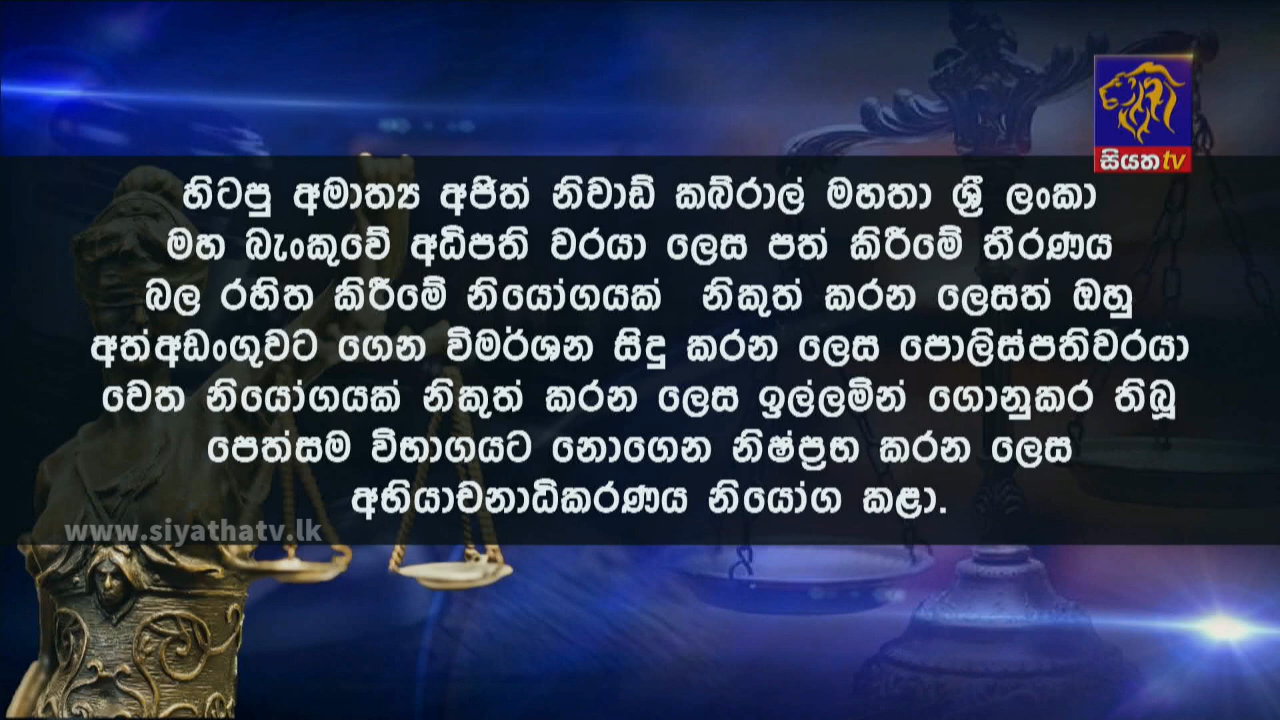 සියත tv
හිටපු අමාත්‍ය අජිත් නිවාඩ් කබ්රාල් මහතා ශ්‍රී ලංකා
මහ බැංකුවේ අධිපති වරයා ලෙස පත් කිරීමේ තීරණය
බල රහිත කිරීමේ නියෝගයක් නිකුත් කරන ලෙසත් ඔහු
අත්අඩංගුවට ගෙන විමර්ශන සිදු කරන ලෙස පොලිස්පතිවරයා
වෙත නියෝගයක් නිකුත් කරන ලෙස ඉල්ලමින් ගොනුකර තිබූ
පෙත්සම විභාගයට නොගෙන නිෂ්ප්‍රභ කරන ලෙස
අභියාචනාධිකරණය නියෝග කළා.
www.siyathatv.lk